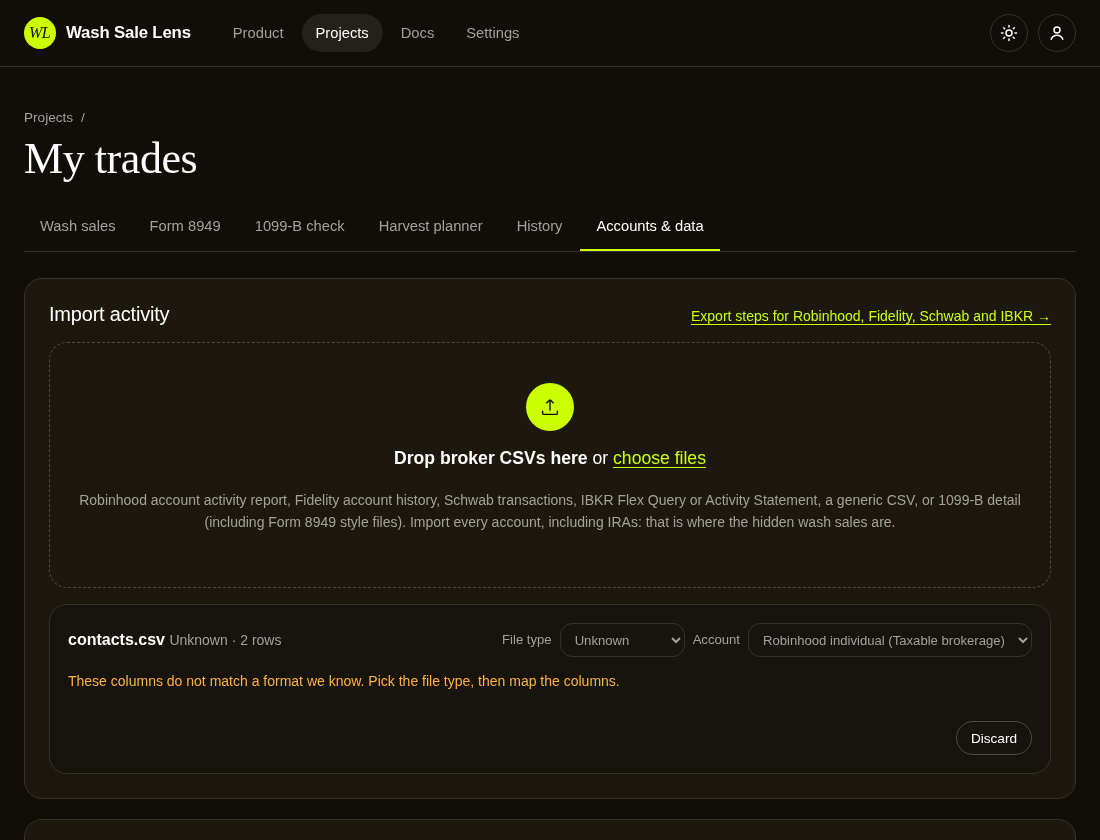 WL Wash Sale Lens Product Projects Docs Settings
Projects /
My trades
Wash sales Form 8949 1099-B check Harvest planner History Accounts & data
Import activity Export steps for Robinhood, Fidelity, Schwab and IBKR →
Drop broker CSVs here or choose files
Robinhood account activity report, Fidelity account history, Schwab transactions, IBKR Flex Query or Activity Statement, a generic CSV, or 1099-B detail
(including Form 8949 style files). Import every account, including IRAs: that is where the hidden wash sales are.
contacts.csv Unknown · 2 rows File type Unknown Account Robinhood individual (Taxable brokerage)
These columns do not match a format we know. Pick the file type, then map the columns.
Discard